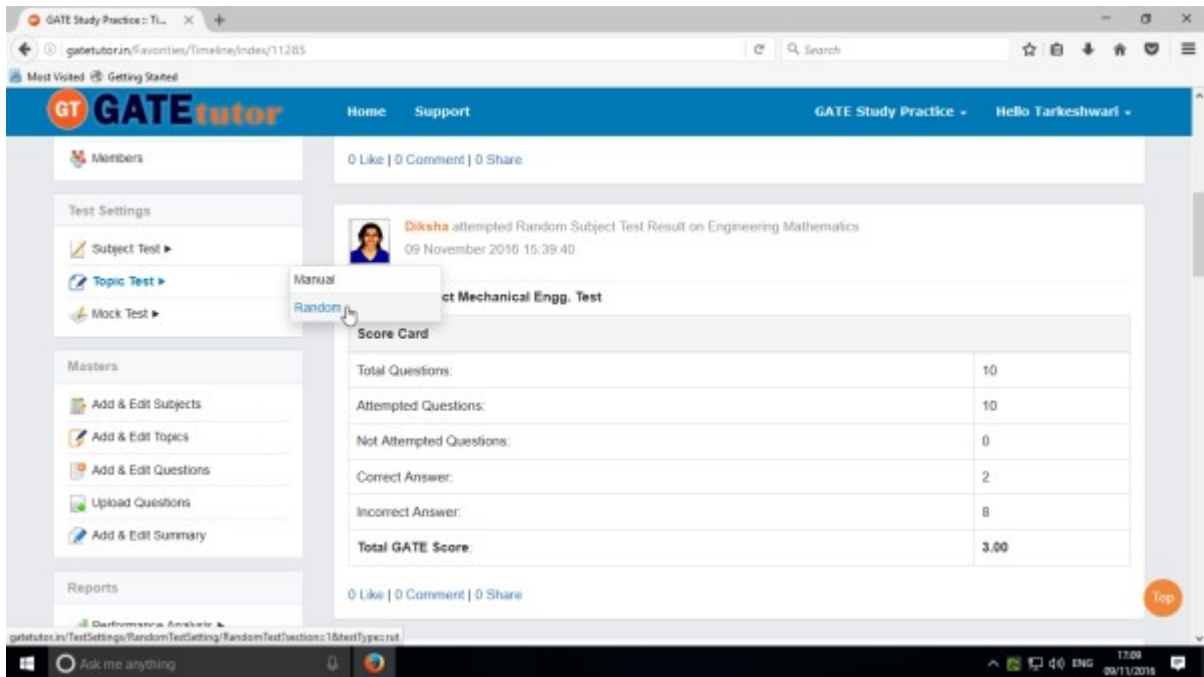 GATE Study Practice :: Ti...
gatetutor.in/Favorities/Timeline/Index/11285
Search
Most Visited Getting Started
GT GATEtutor Home Support GATE Study Practice Hello Tarkeshwari
Members
0 Like | 0 Comment | 0 Share
Test Settings
Subject Test
Topic Test
Mock Test
Manual
Random
Diksha attempted Random Subject Test Result on Engineering Mathematics
09 November 2016 15:39:40
ct Mechanical Engg. Test
Score Card
Total Questions: 10
Attempted Questions: 10
Not Attempted Questions: 0
Correct Answer: 2
Incorrect Answer: 8
Total GATE Score: 3.00
0 Like | 0 Comment | 0 Share
Masters
Add & Edit Subjects
Add & Edit Topics
Add & Edit Questions
Upload Questions
Add & Edit Summary
Reports
Performance Analysis
Top
gatetutor.in/TestSettings/RandomTestSetting/RandomTest?section=1&testType=rut
Ask me anything
ENG
17:09
09/11/2016